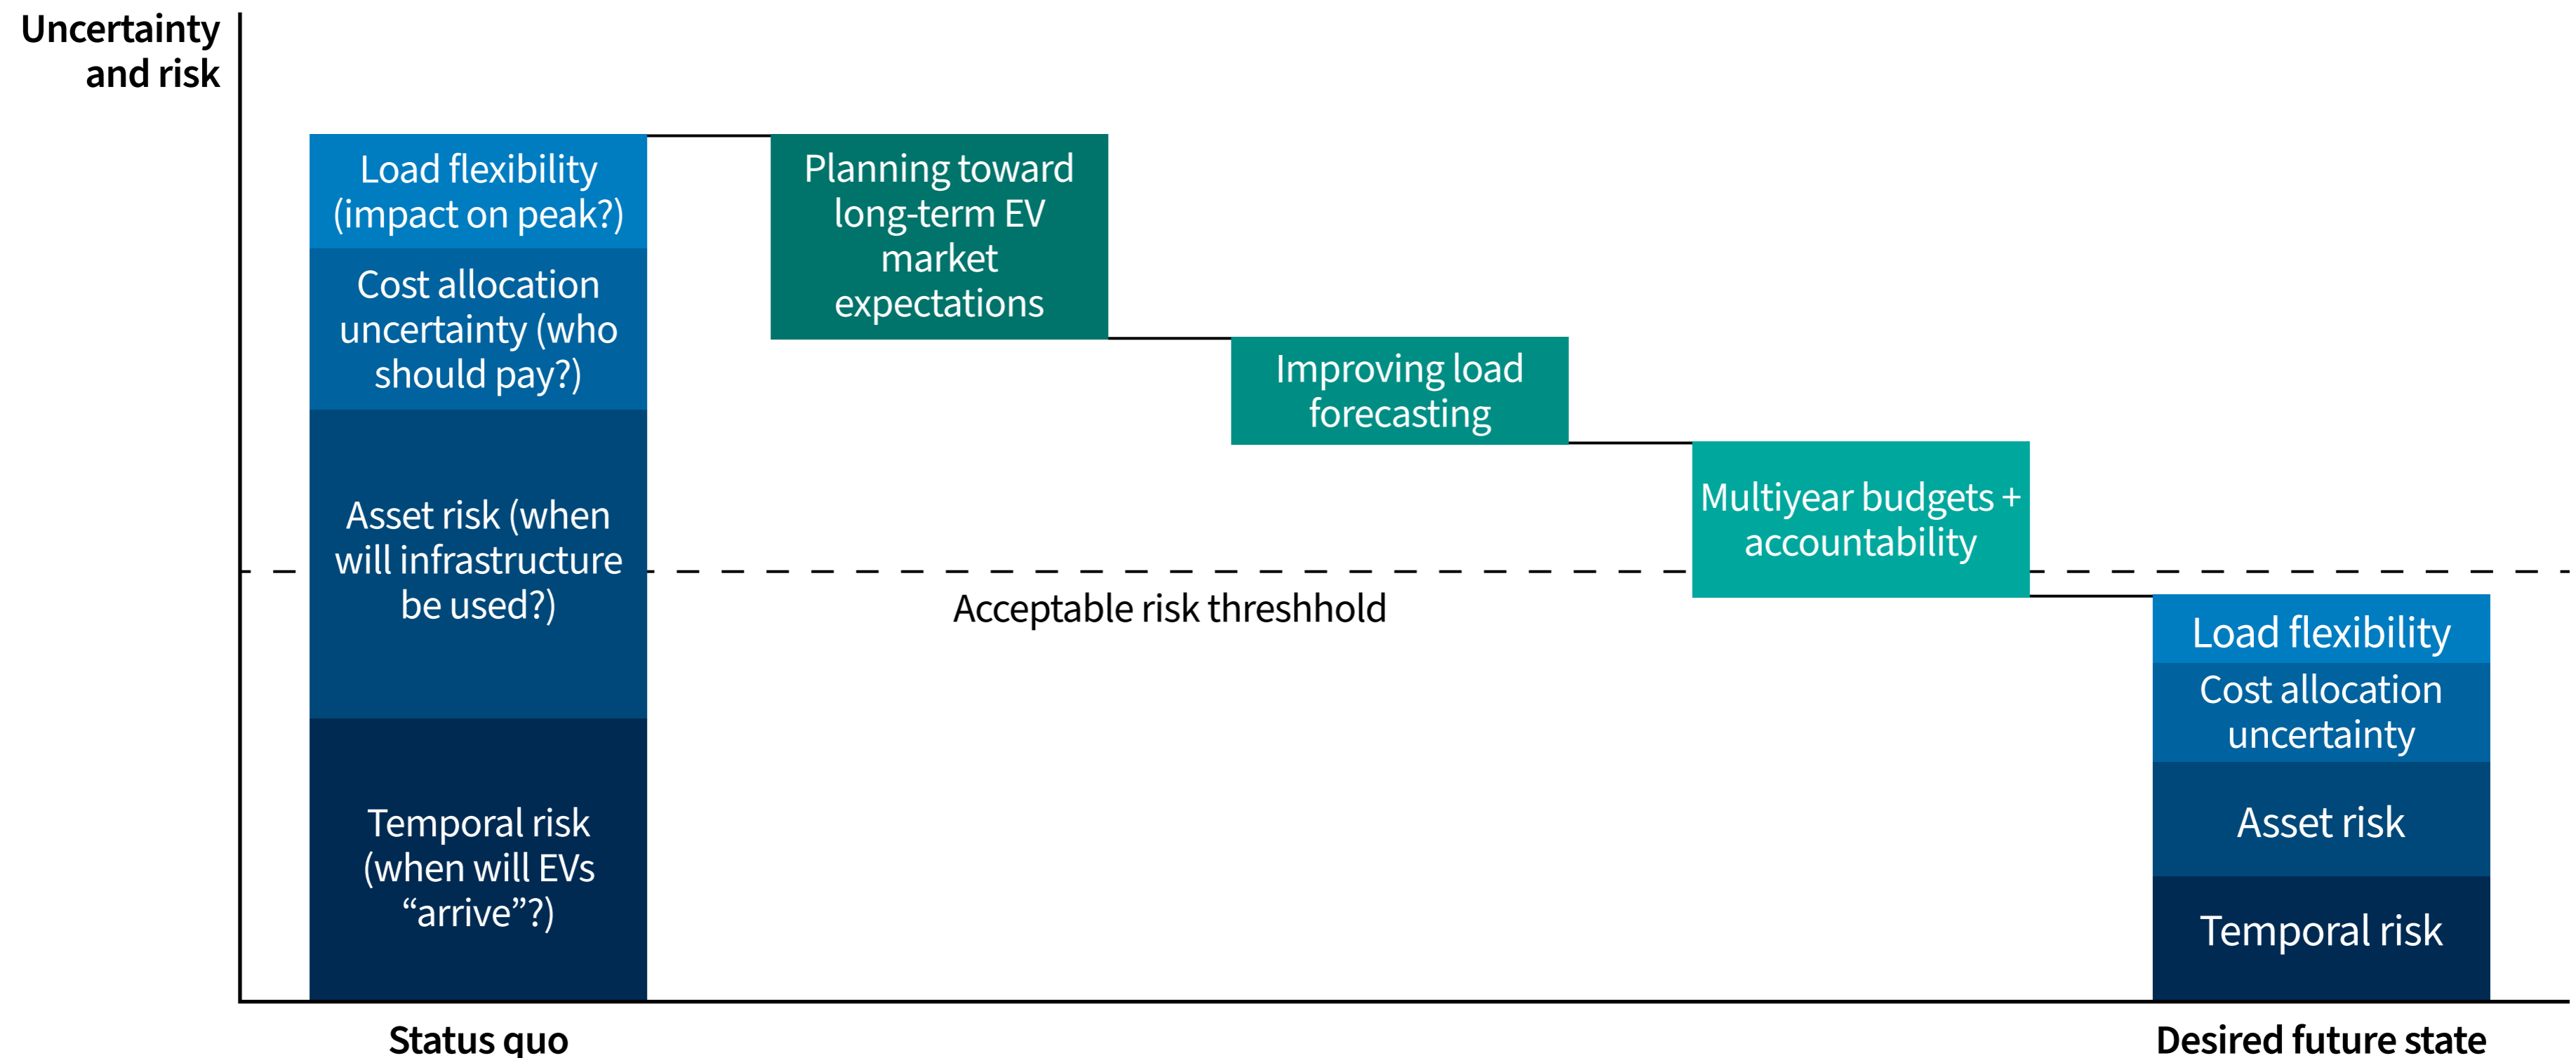 Uncertainty
and risk
Load flexibility
(impact on peak?)
Cost allocation
uncertainty (who
should pay?)
Asset risk (when
will infrastructure
be used?)
Temporal risk
(when will EVs
“arrive”?)
Planning toward
long-term EV
market
expectations
Improving load
forecasting
Multiyear budgets +
accountability
Acceptable risk threshhold
Load flexibility
Cost allocation
uncertainty
Asset risk
Temporal risk
Status quo
Desired future state